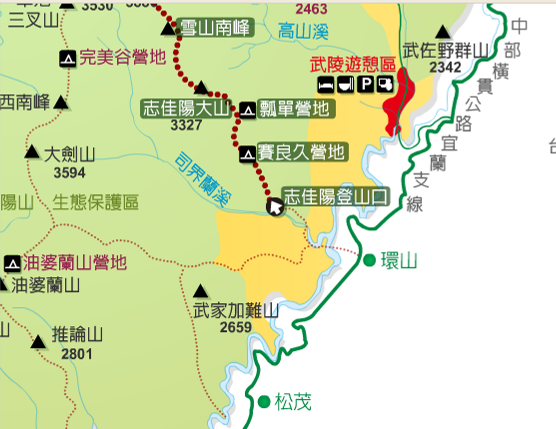 三叉山
3530
2463
雪山南峰
高山溪
完美谷營地
武陵遊憩區
武佐野群山
2342
中部橫貫公路宜蘭支線
西南峰
志佳陽大山
3327
瓢單營地
P
大劍山
3594
賽良久營地
司界蘭溪
志佳陽登山口
陽山
生態保護區
油婆蘭山營地
環山
油婆蘭山
武家加難山
2659
山
推論山
2801
松茂